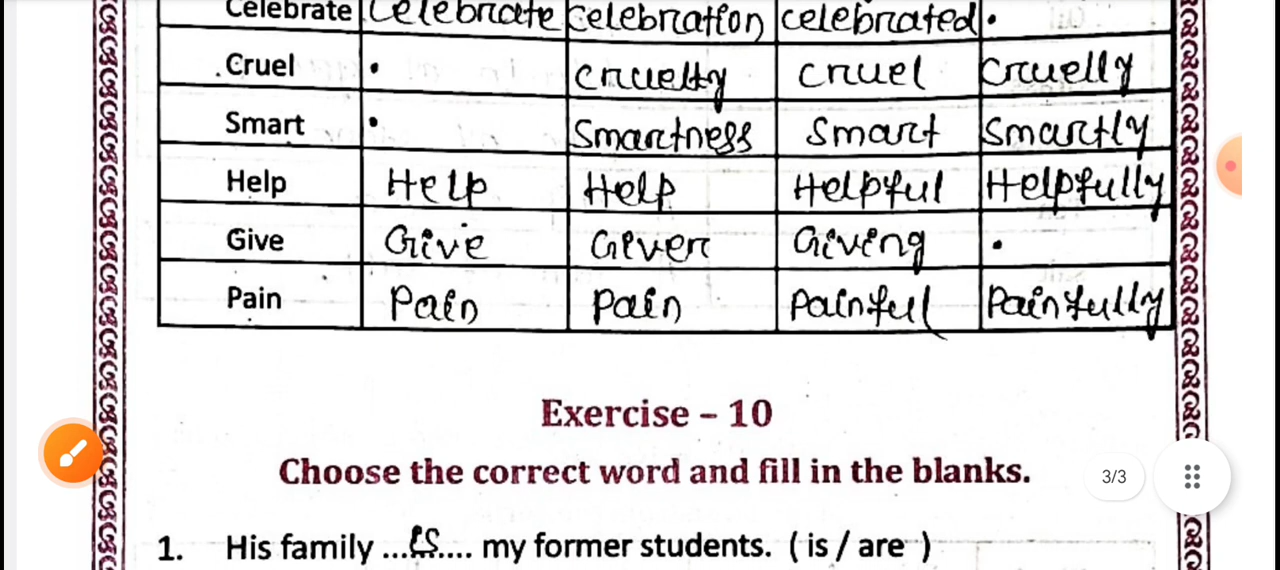 Celebrate celebrate celebration celebrated .
Cruel . cruelty cruel cruelly
Smart . Smartness Smart Smartly
Help Help Help Helpful Helpfully
Give Give Giver Giving .
Pain Pain Pain Painful Painfully
Exercise – 10
Choose the correct word and fill in the blanks.
3/3
1. His family ...is.... my former students. ( is / are )